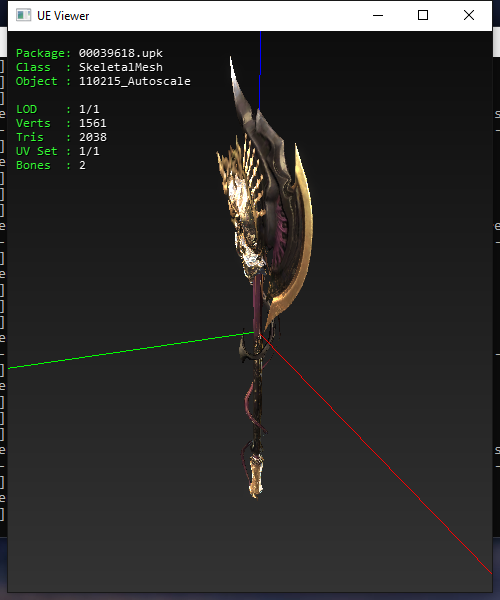 UE Viewer
Package: 00039618.upk
Class  : SkeletalMesh
Object : 110215_Autoscale
LOD    : 1/1
Verts  : 1561
Tris   : 2038
UV Set : 1/1
Bones  : 2